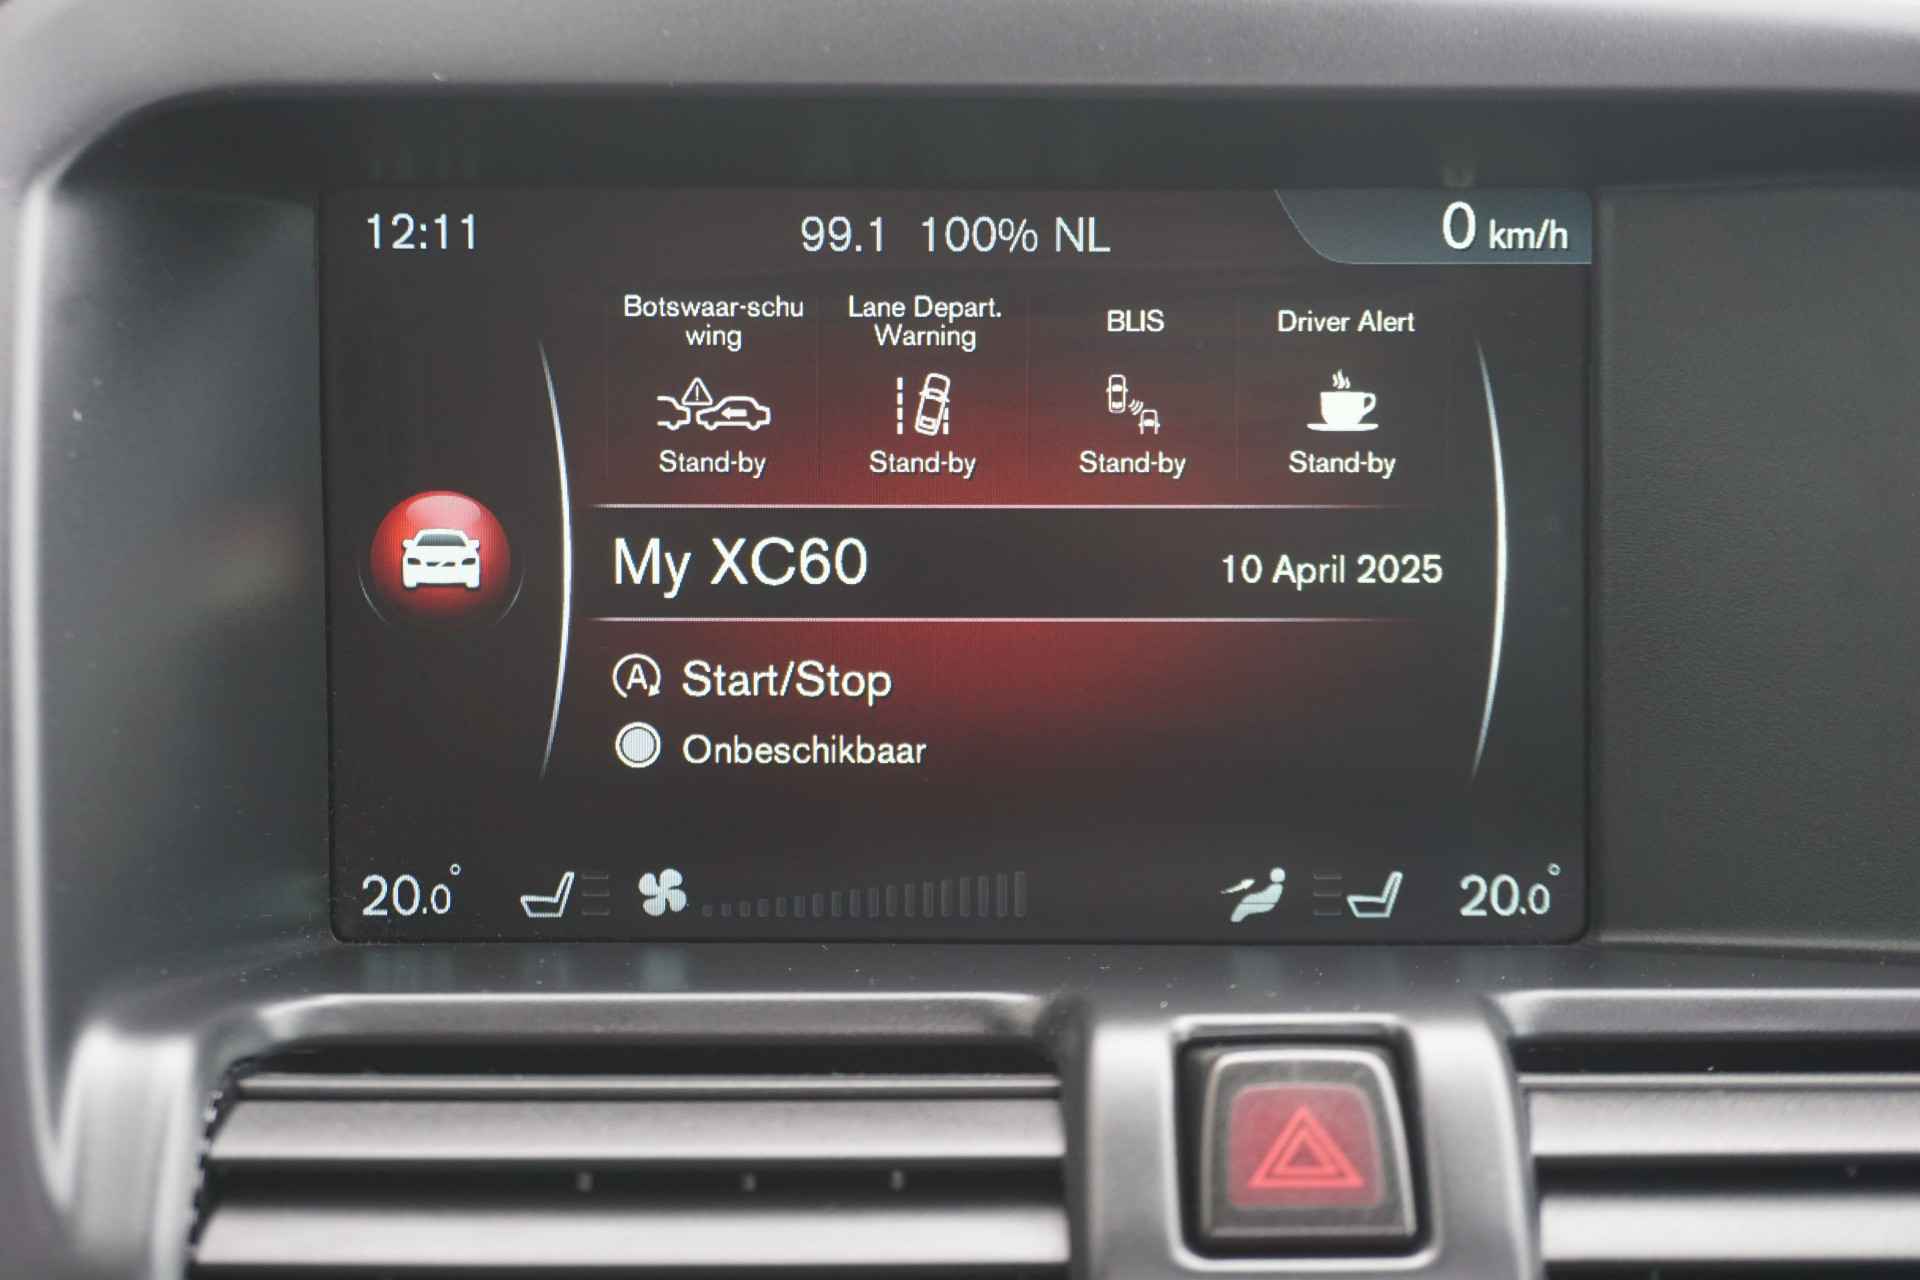 12:11
99.1 100% NL
0 km/h
Botswaar-schu
wing
Lane Depart.
Warning
BLIS
Driver Alert
Stand-by
Stand-by
Stand-by
Stand-by
My XC60
10 April 2025
A
Start/Stop
Onbeschikbaar
20.0°
20.0°